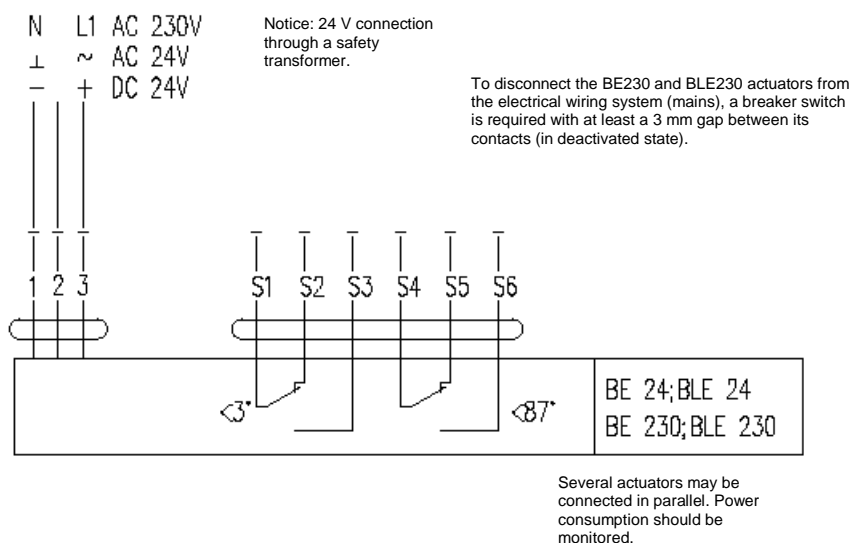 N L1 AC 230V
⊥ ~ AC 24V
− + DC 24V
Notice: 24 V connection
through a safety
transformer.
To disconnect the BE230 and BLE230 actuators from
the electrical wiring system (mains), a breaker switch
is required with at least a 3 mm gap between its
contacts (in deactivated state).
1 2 3 S1 S2 S3 S4 S5 S6
<3° <87°
BE 24;BLE 24
BE 230;BLE 230
Several actuators may be
connected in parallel. Power
consumption should be
monitored.